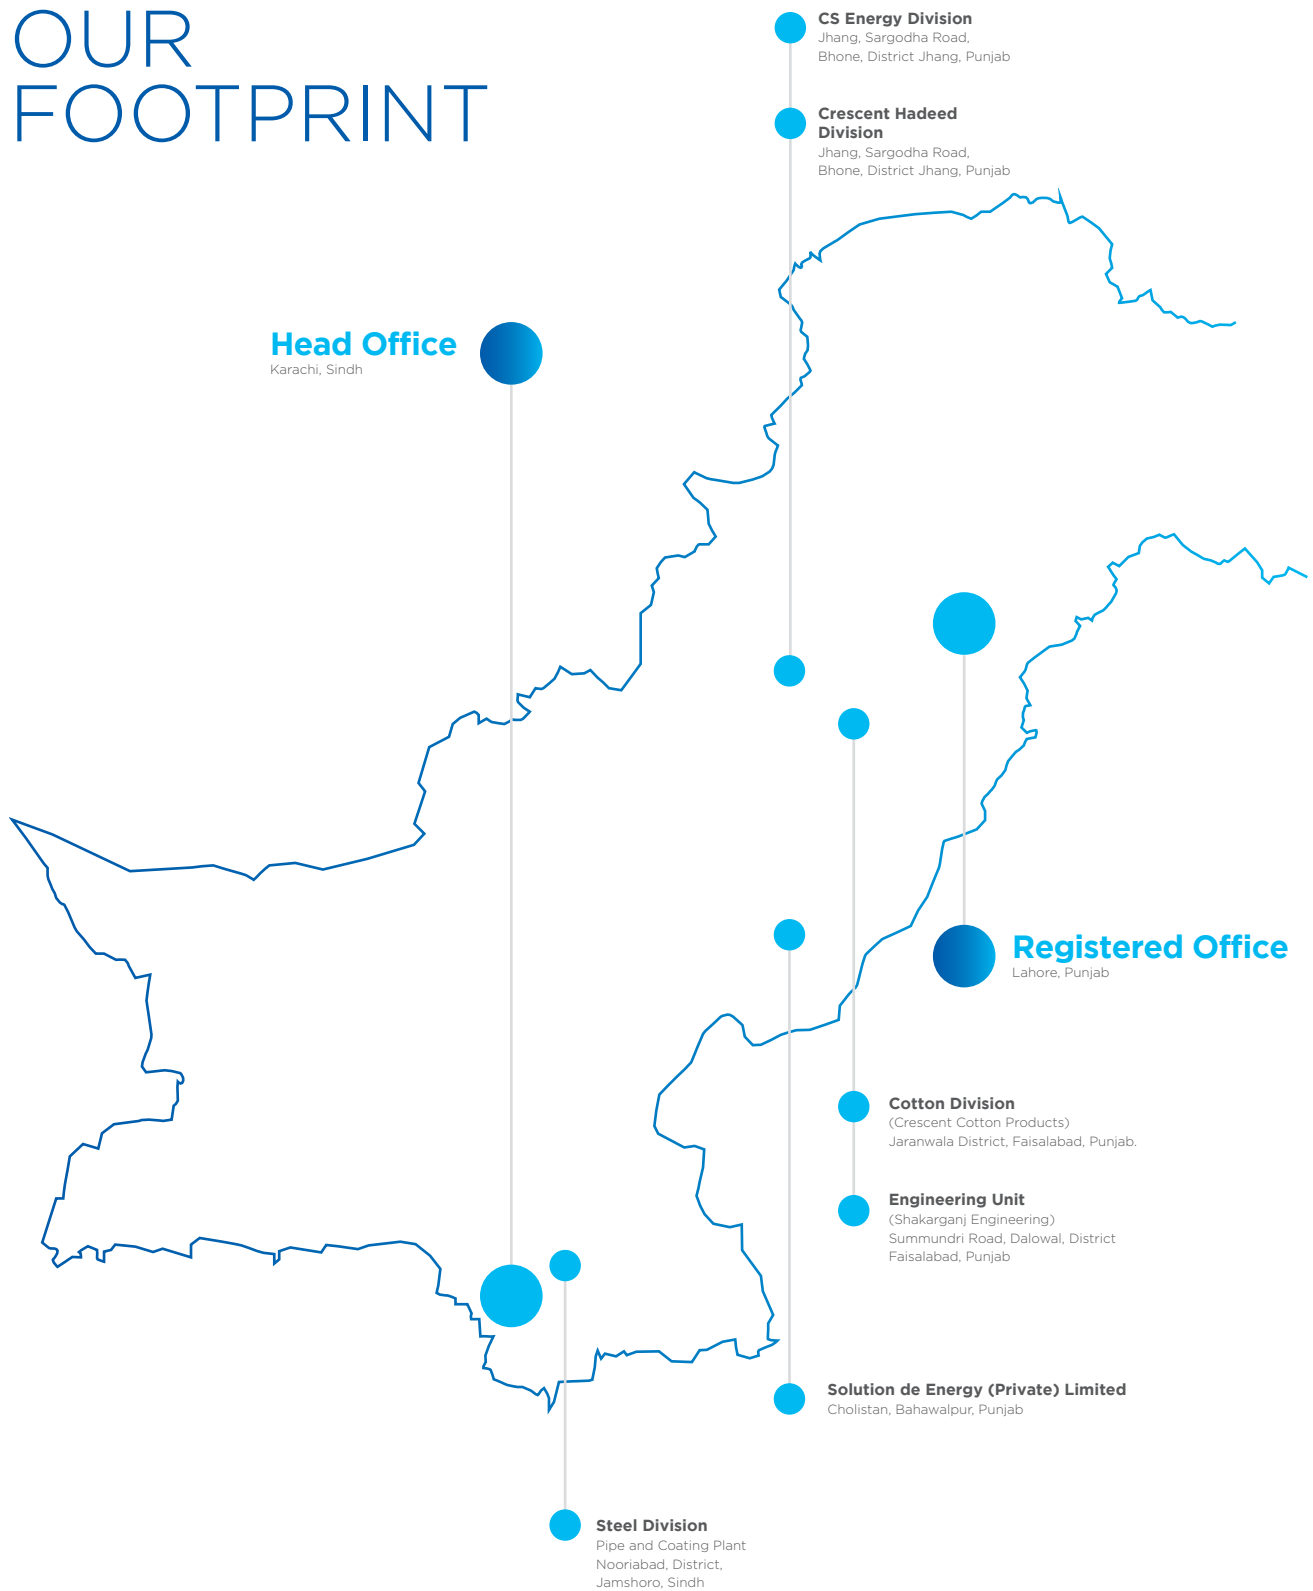 OUR
FOOTPRINT
CS Energy Division
Jhang, Sargodha Road,
Bhone, District Jhang, Punjab
Crescent Hadeed
Division
Jhang, Sargodha Road,
Bhone, District Jhang, Punjab
Head Office
Karachi, Sindh
Registered Office
Lahore, Punjab
Cotton Division
(Crescent Cotton Products)
Jaranwala District, Faisalabad, Punjab.
Engineering Unit
(Shakarganj Engineering)
Summundri Road, Dalowal, District
Faisalabad, Punjab
Solution de Energy (Private) Limited
Cholistan, Bahawalpur, Punjab
Steel Division
Pipe and Coating Plant
Nooriabad, District,
Jamshoro, Sindh